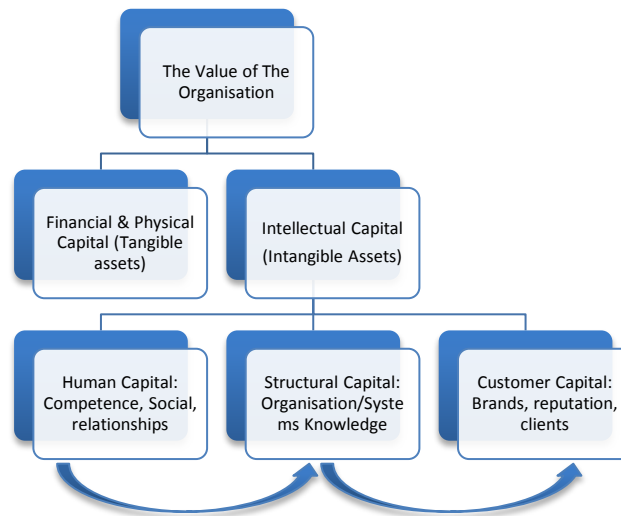 The Value of The
Organisation
Financial & Physical
Capital (Tangible
assets)
Intellectual Capital
(Intangible Assets)
Human Capital:
Competence, Social,
relationships
Structural Capital:
Organisation/Syste
ms Knowledge
Customer Capital:
Brands, reputation,
clients